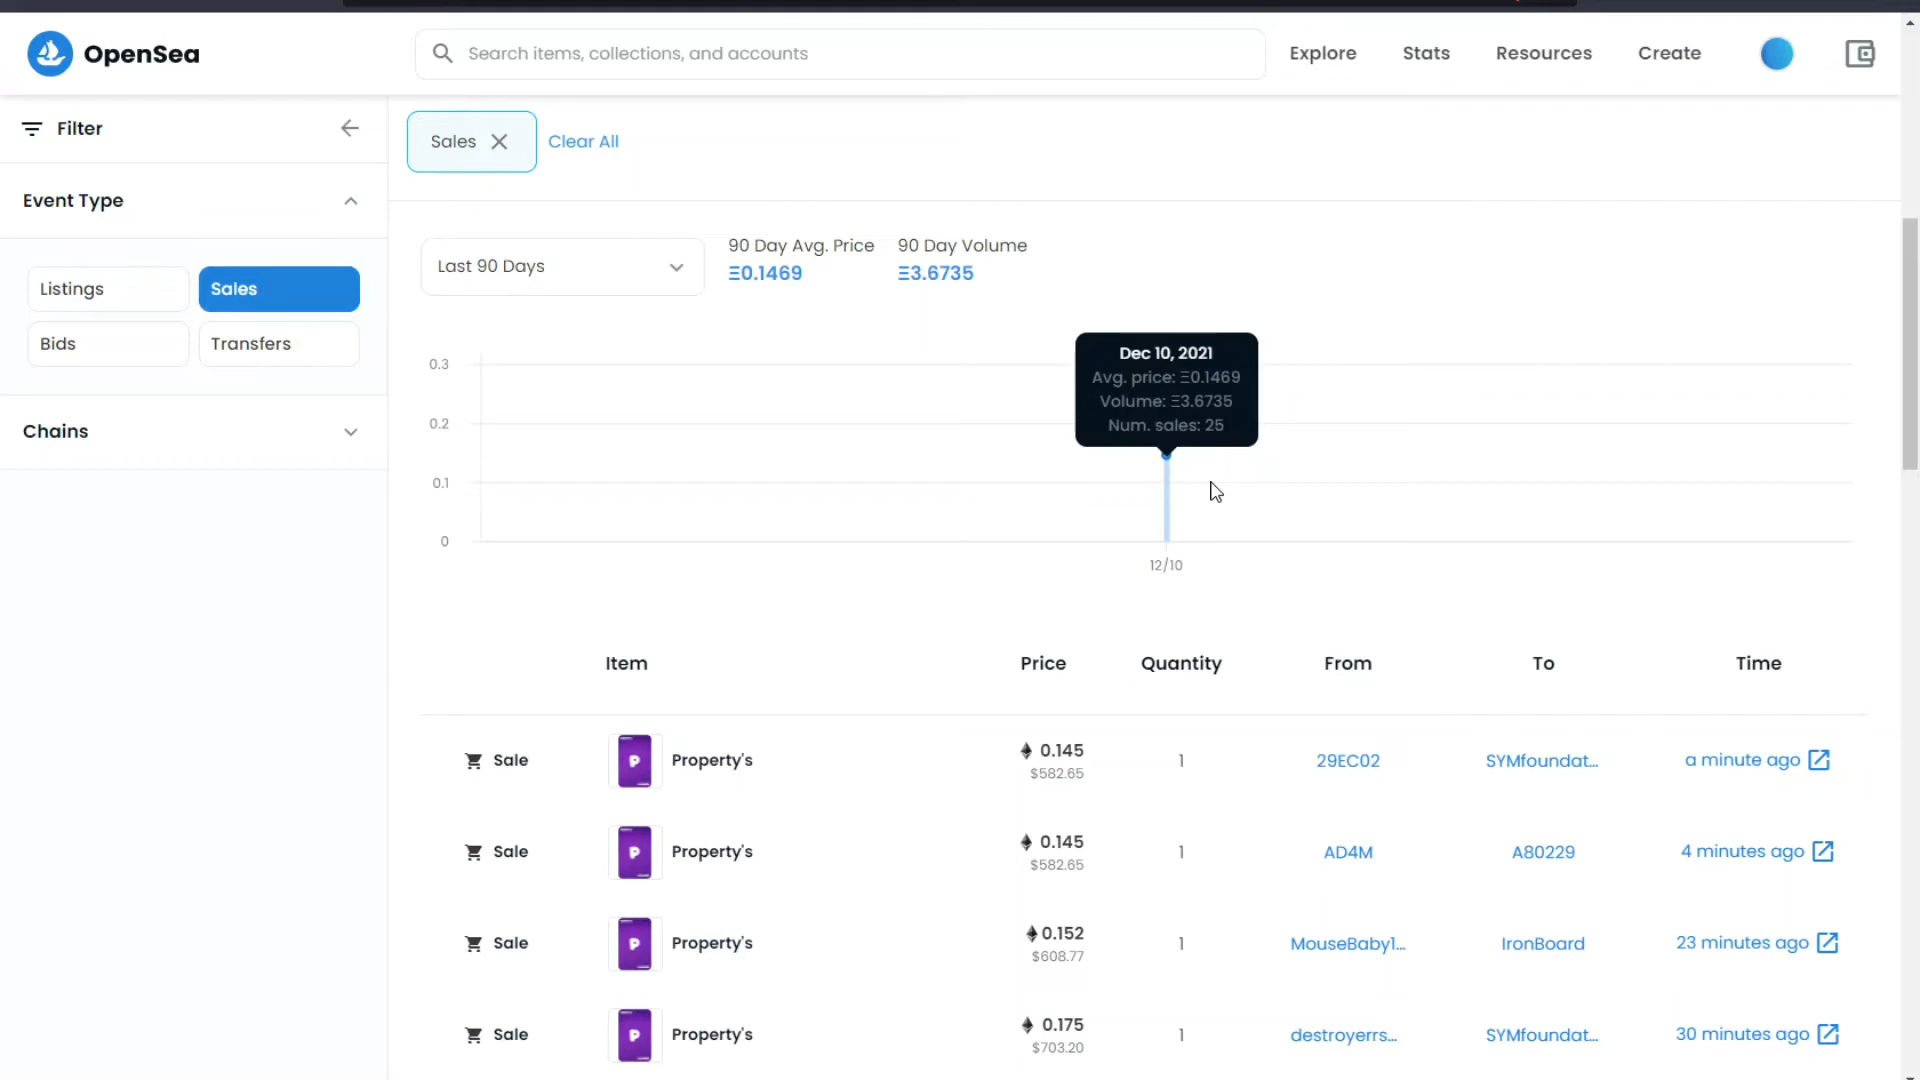 OpenSea
Search items, collections, and accounts
Explore Stats Resources Create
Filter
Event Type
Listings Sales
Bids Transfers
Chains
Sales Clear All
Last 90 Days
90 Day Avg. Price 90 Day Volume
Ξ0.1469 Ξ3.6735
Dec 10, 2021
Avg. price: Ξ0.1469
Volume: Ξ3.6735
Num. sales: 25
0.3
0.2
0.1
0
12/10
Item Price Quantity From To Time
Sale P Property's 0.145 1 29EC02 SYMfoundat... a minute ago
$582.65
Sale P Property's 0.145 1 AD4M A80229 4 minutes ago
$582.65
Sale P Property's 0.152 1 MouseBaby1... IronBoard 23 minutes ago
$608.77
Sale P Property's 0.175 1 destroyerrs... SYMfoundat... 30 minutes ago
$703.20